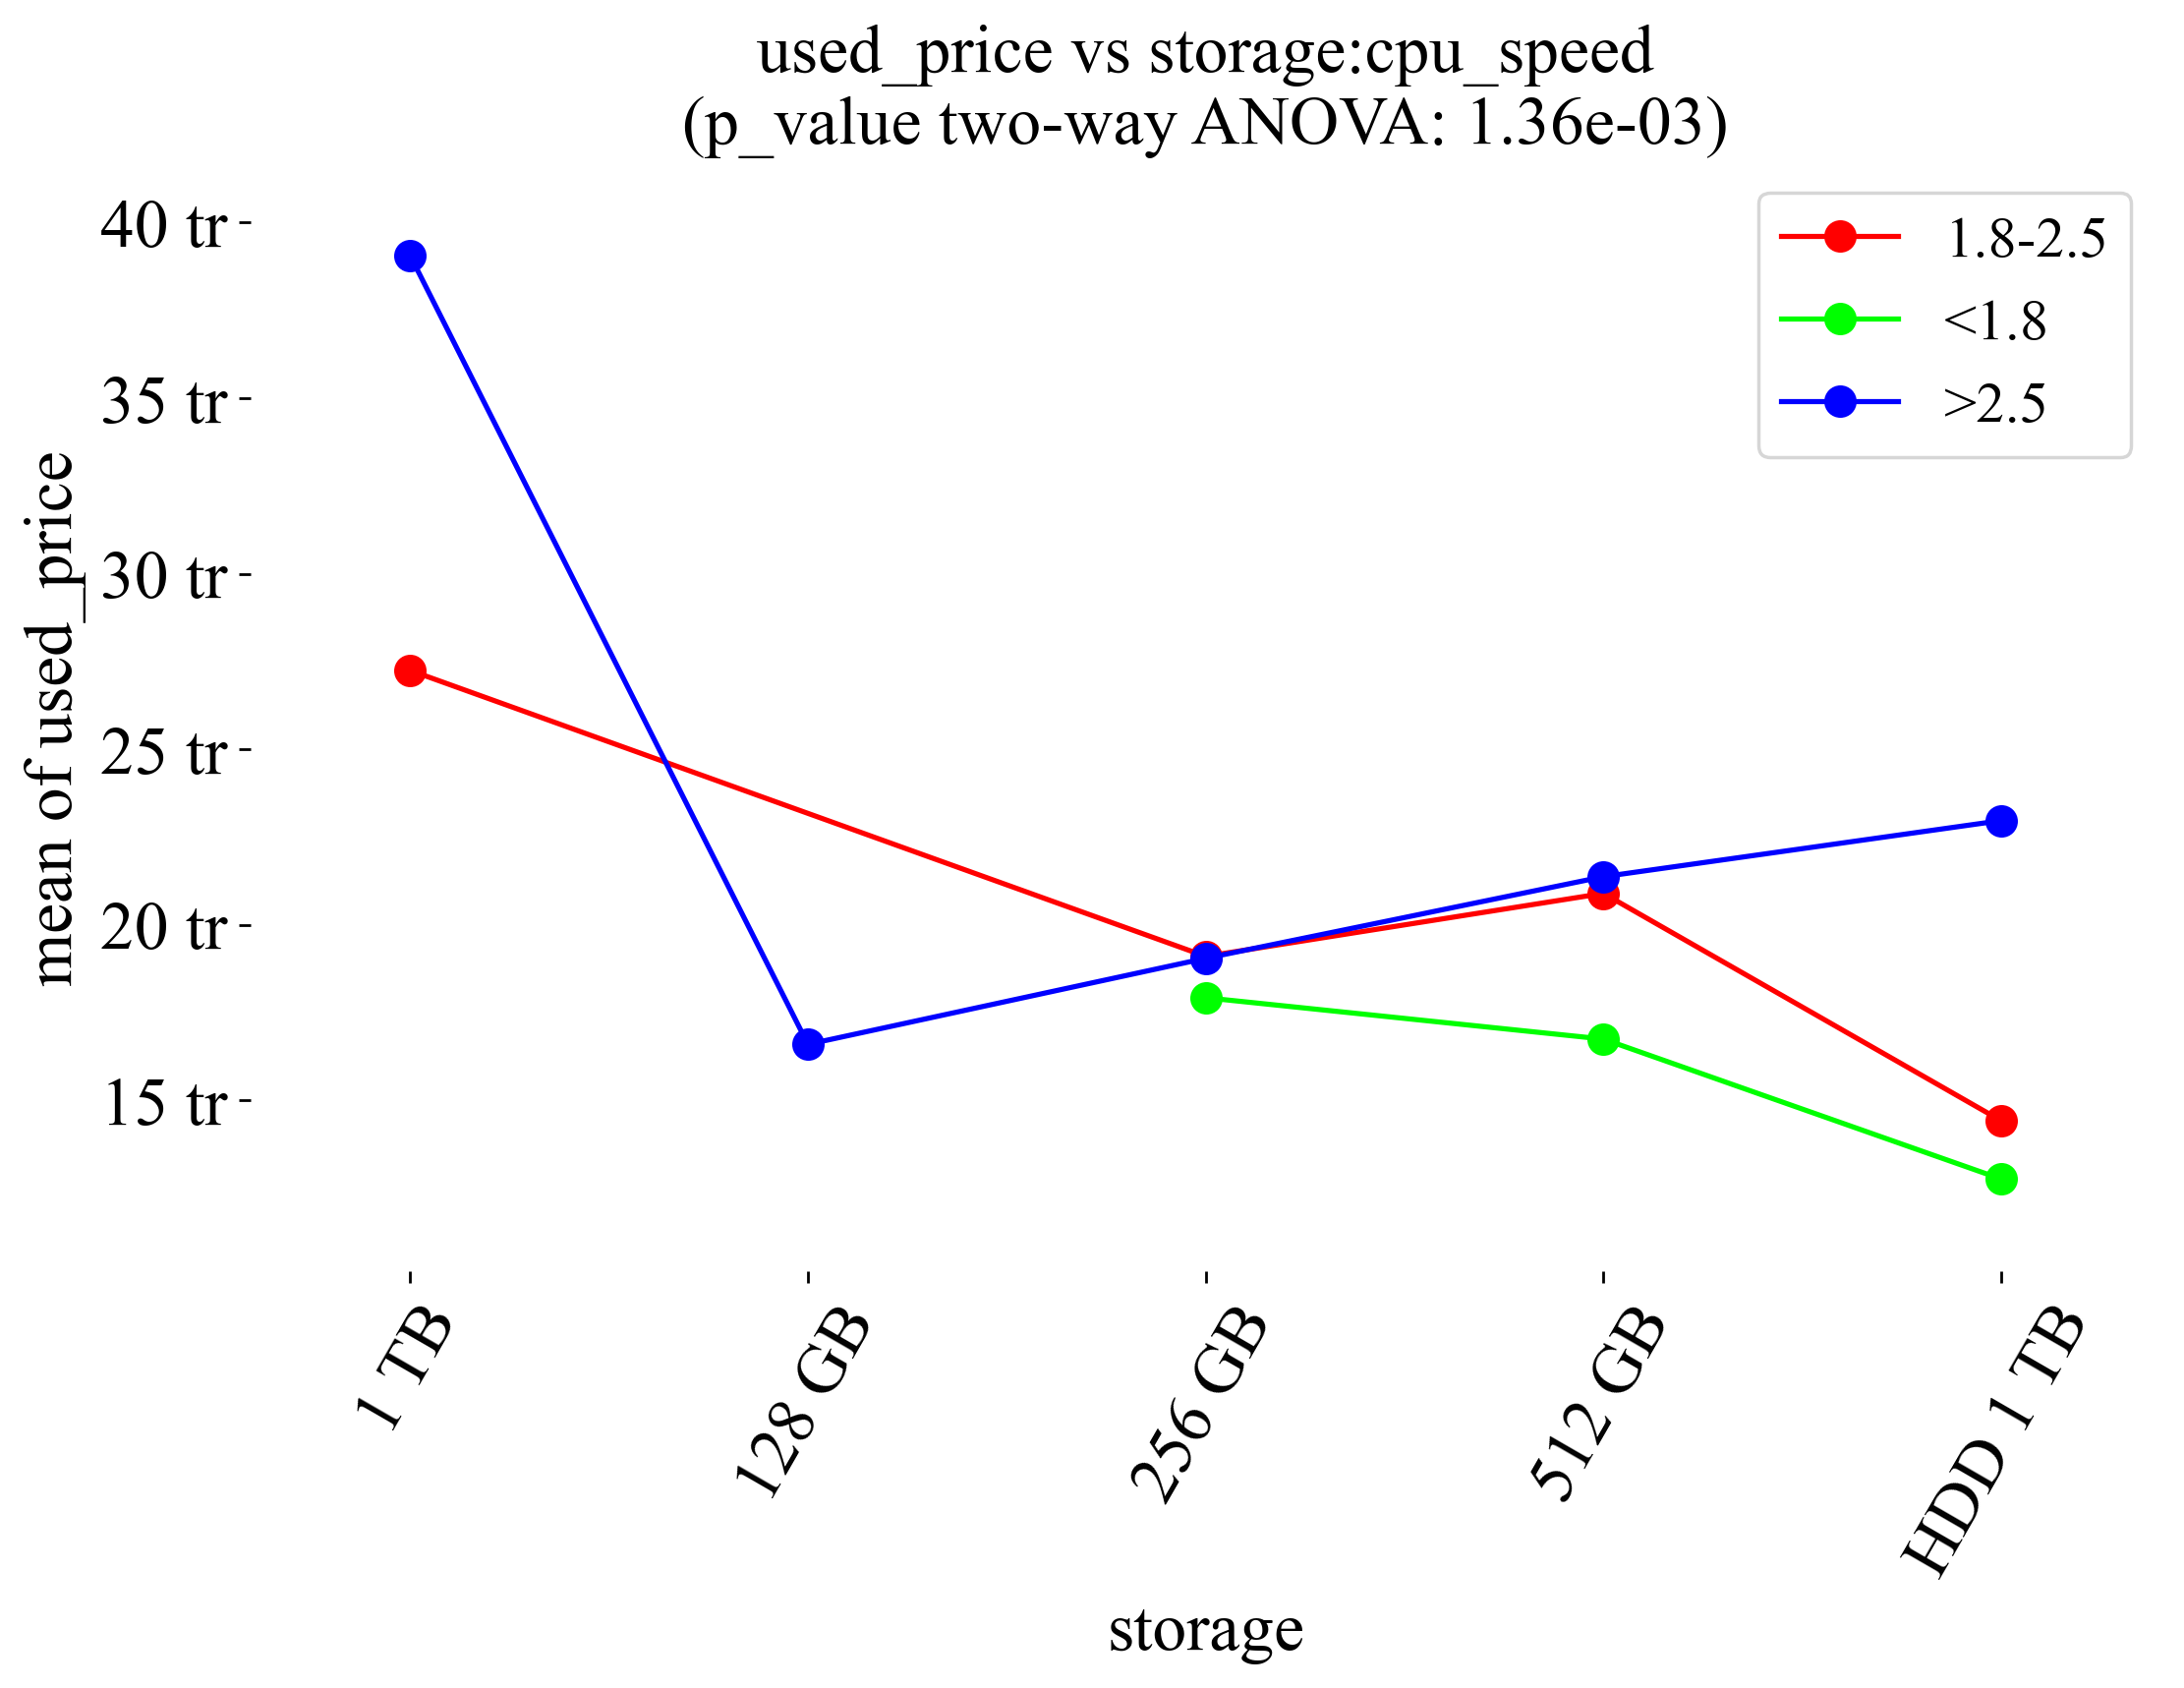 used_price vs storage:cpu_speed
(p_value two-way ANOVA: 1.36e-03)
1.8-2.5
<1.8
>2.5
mean of used_price
40 tr
35 tr
30 tr
25 tr
20 tr
15 tr
1 TB
128 GB
256 GB
512 GB
HDD 1 TB
storage